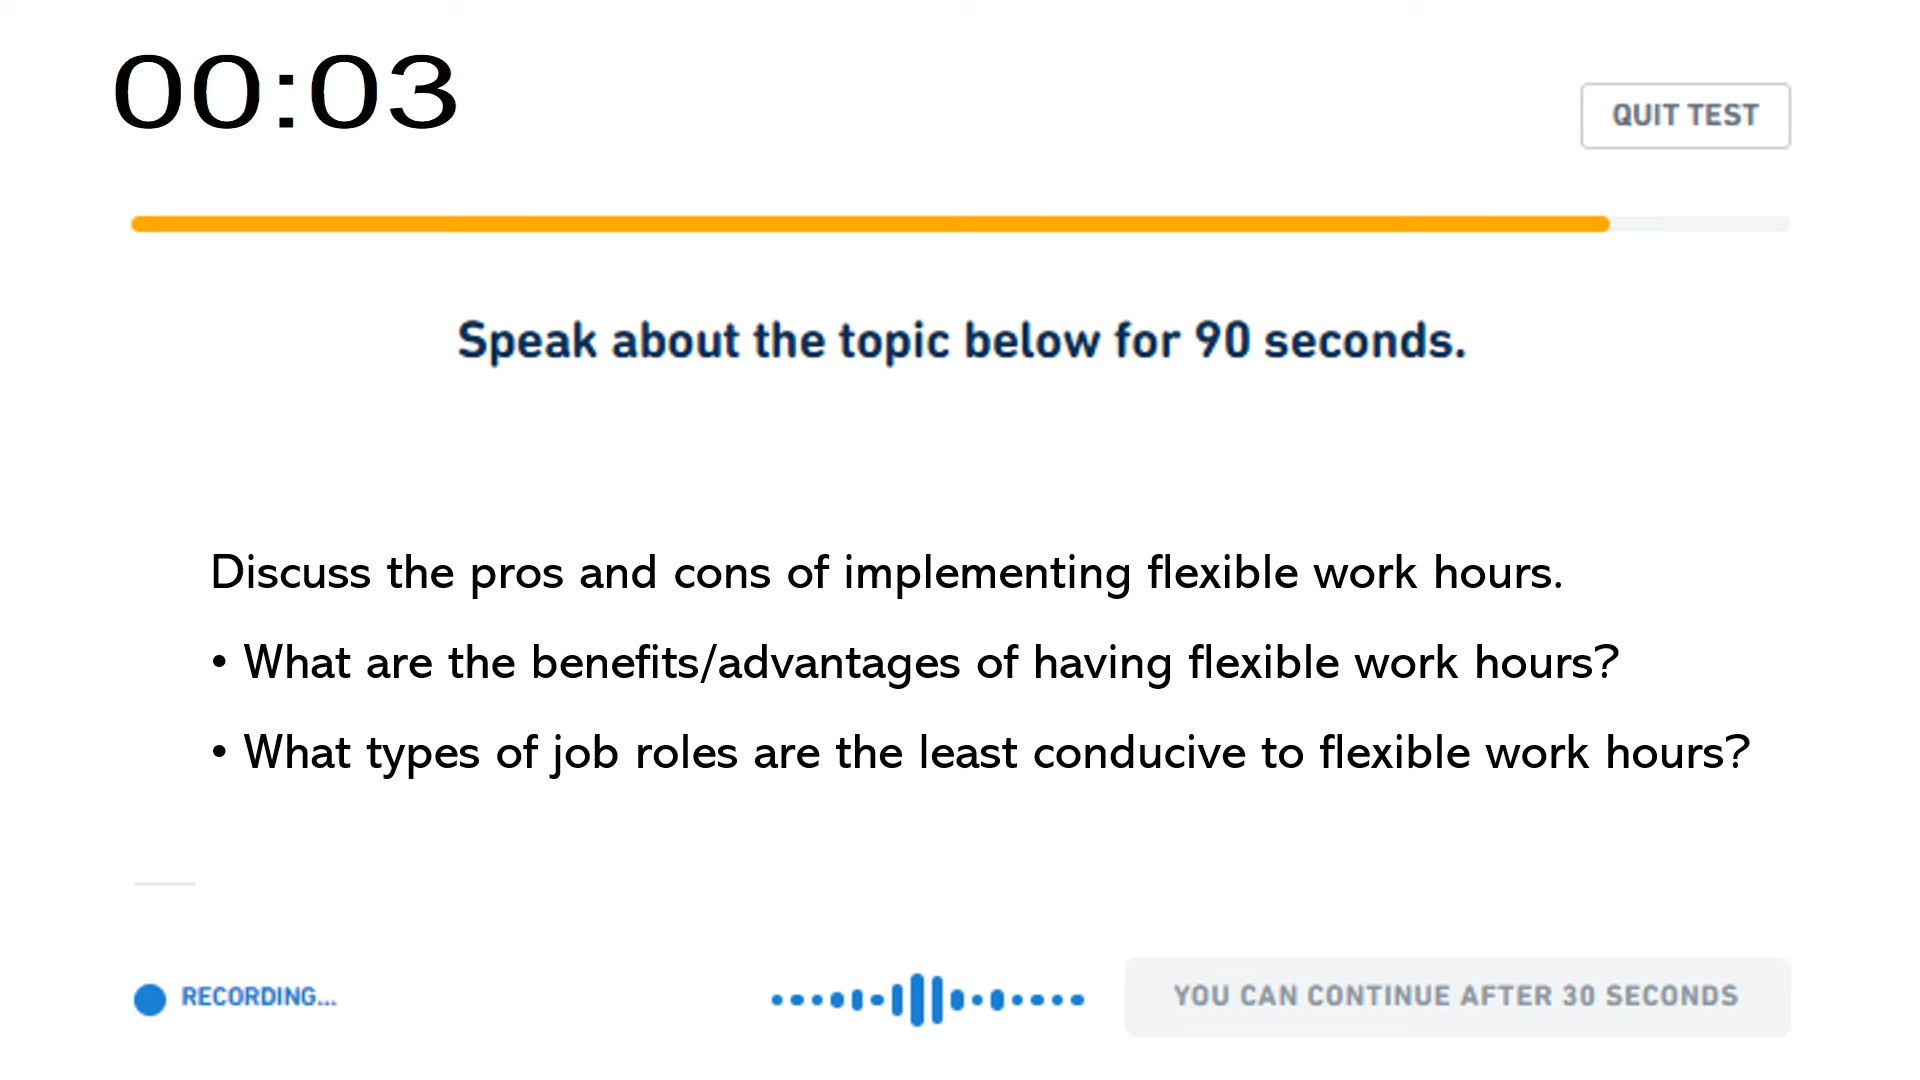 00:03
QUIT TEST
Speak about the topic below for 90 seconds.
Discuss the pros and cons of implementing flexible work hours.
• What are the benefits/advantages of having flexible work hours?
• What types of job roles are the least conducive to flexible work hours?
RECORDING...
YOU CAN CONTINUE AFTER 30 SECONDS